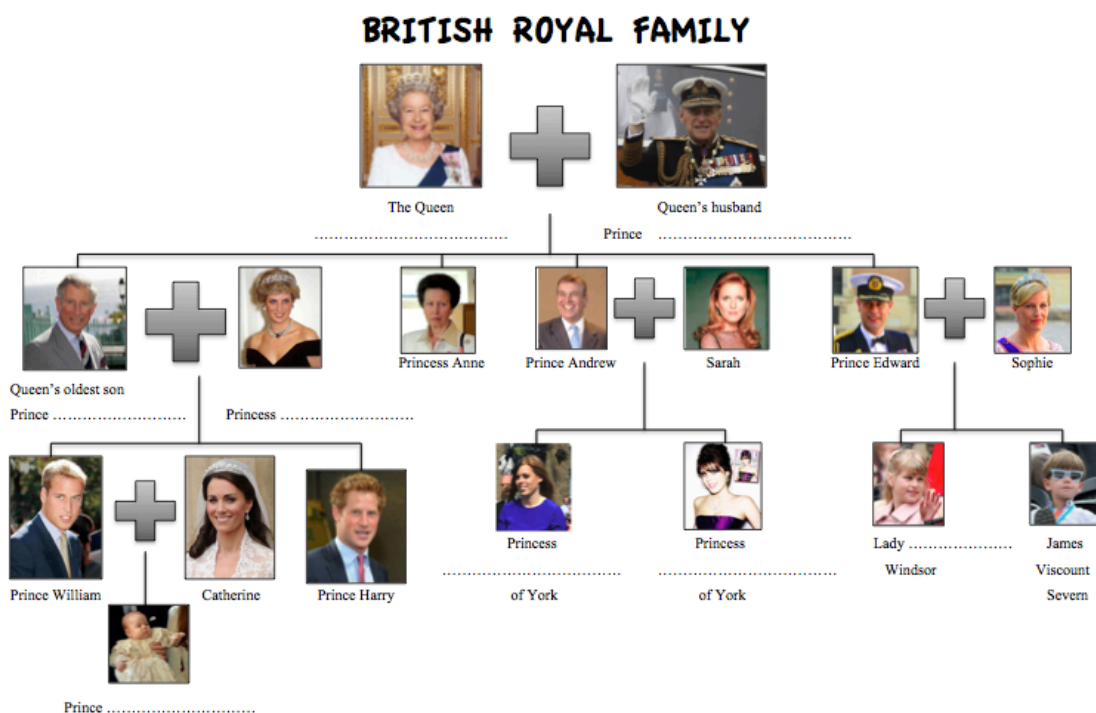 BRITISH ROYAL FAMILY
The Queen
Queen's husband
……………………………………
Prince ……………………………………
Princess Anne
Prince Andrew
Sarah
Prince Edward
Sophie
Queen's oldest son
Prince ………………………
Princess ………………………
Prince William
Catherine
Prince Harry
Princess
…………………………………
of York
Princess
…………………………………
of York
Lady …………………
Windsor
James
Viscount
Severn
Prince …………………………